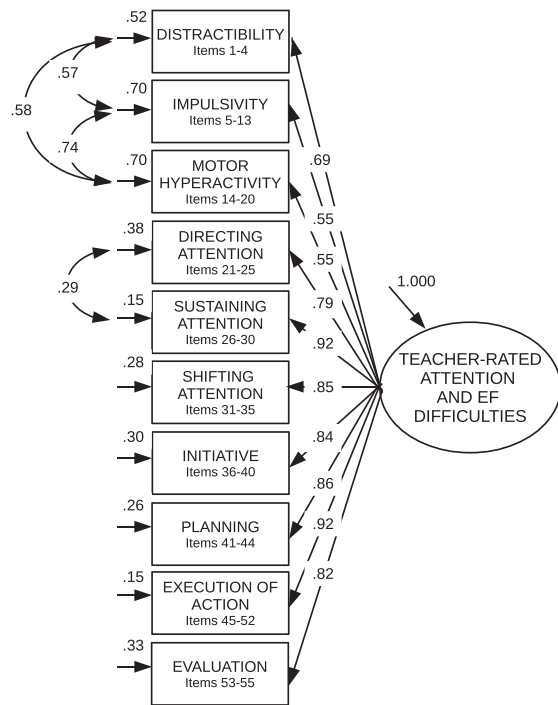 .52
DISTRACTIBILITY
Items 1-4
.57
.70
IMPULSIVITY
Items 5-13
.58
.74
.70
MOTOR
HYPERACTIVITY
Items 14-20
.38
DIRECTING
ATTENTION
Items 21-25
.29
.15
SUSTAINING
ATTENTION
Items 26-30
.28
SHIFTING
ATTENTION
Items 31-35
.30
INITIATIVE
Items 36-40
.26
PLANNING
Items 41-44
.15
EXECUTION OF
ACTION
Items 45-52
.33
EVALUATION
Items 53-55
.69
.55
.55
.79
.92
.85
.84
.86
.92
.82
1.000
TEACHER-RATED
ATTENTION
AND EF
DIFFICULTIES